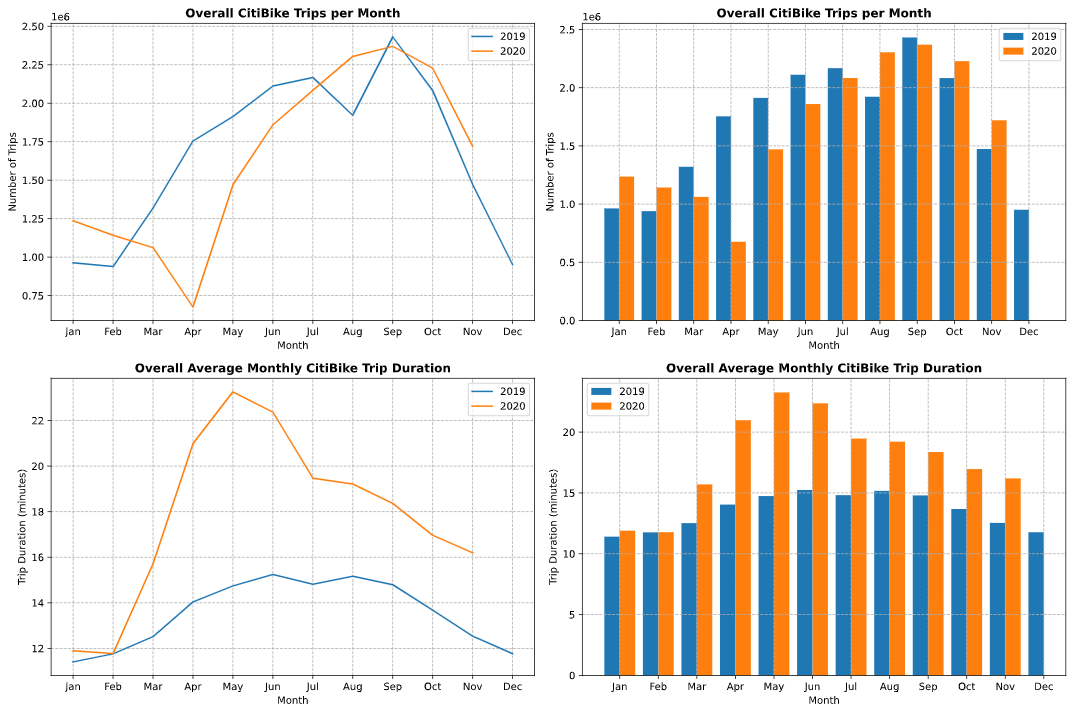 Overall CitiBike Trips per Month
1e6
2.50
2.25
2.00
1.75
1.50
1.25
1.00
0.75
Number of Trips
2019
2020
Jan Feb Mar Apr May Jun Jul Aug Sep Oct Nov Dec
Month
Overall CitiBike Trips per Month
1e6
2.5
2.0
1.5
1.0
0.5
0.0
Number of Trips
2019
2020
Jan Feb Mar Apr May Jun Jul Aug Sep Oct Nov Dec
Month
Overall Average Monthly CitiBike Trip Duration
22
20
18
16
14
12
Trip Duration (minutes)
2019
2020
Jan Feb Mar Apr May Jun Jul Aug Sep Oct Nov Dec
Month
Overall Average Monthly CitiBike Trip Duration
20
15
10
5
0
Trip Duration (minutes)
2019
2020
Jan Feb Mar Apr May Jun Jul Aug Sep Oct Nov Dec
Month